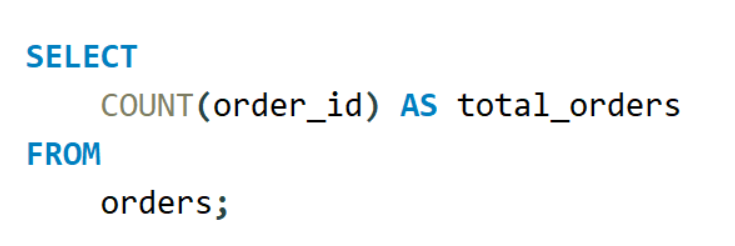 SELECT
    COUNT(order_id) AS total_orders
FROM
    orders;